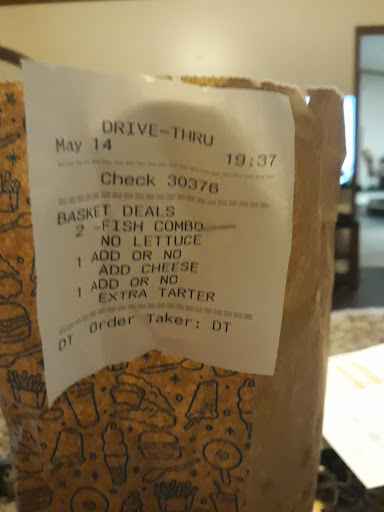 DRIVE-THRU
May 14 19:37
Check 30376
BASKET DEALS
2 -FISH COMBO
NO LETTUCE
1 ADD OR NO
ADD CHEESE
1 ADD OR NO
EXTRA TARTER
DT Order Taker: DT